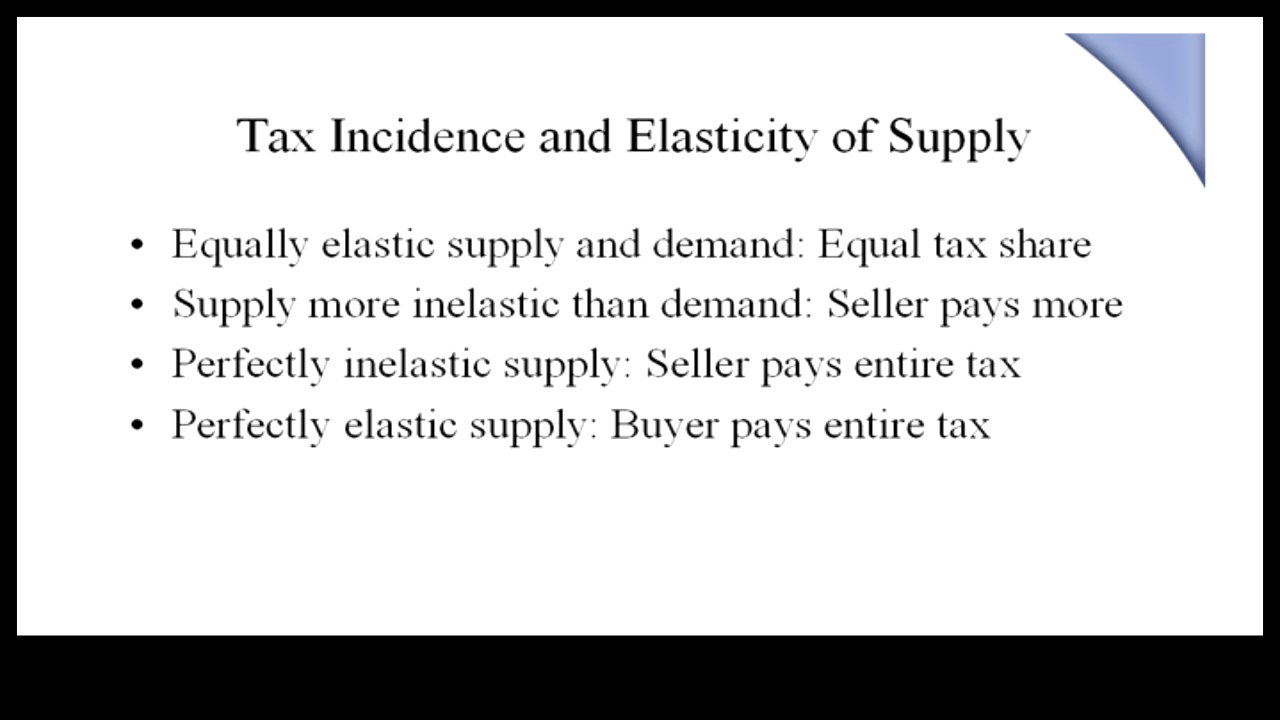 Tax Incidence and Elasticity of Supply
• Equally elastic supply and demand: Equal tax share
• Supply more inelastic than demand: Seller pays more
• Perfectly inelastic supply: Seller pays entire tax
• Perfectly elastic supply: Buyer pays entire tax